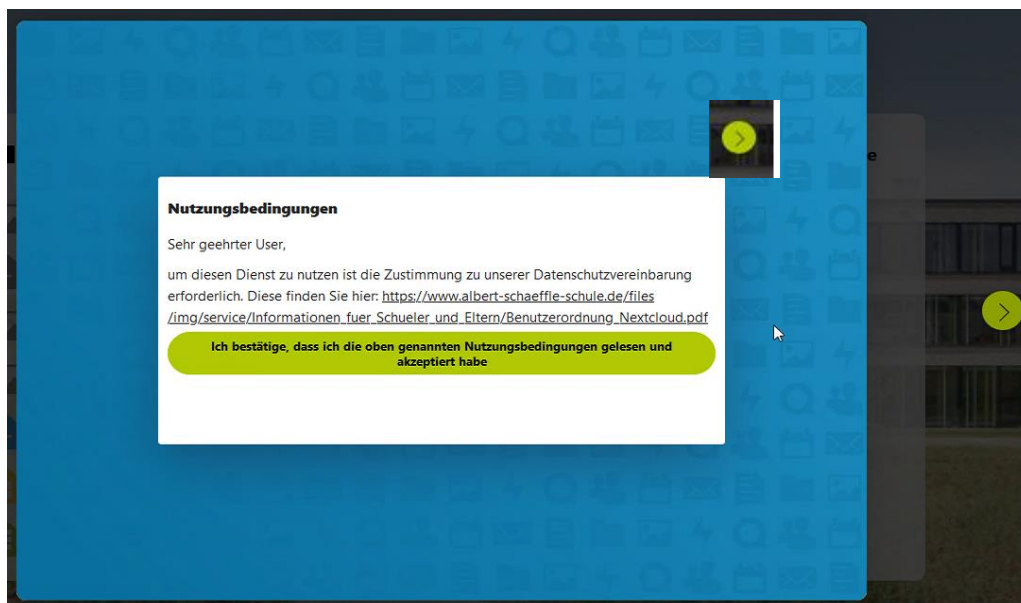 Nutzungsbedingungen
Sehr geehrter User,
um diesen Dienst zu nutzen ist die Zustimmung zu unserer Datenschutzvereinbarung
erforderlich. Diese finden Sie hier: https://www.albert-schaeffle-schule.de/files
/img/service/Informationen_fuer_Schueler_und_Eltern/Benutzerordnung_Nextcloud.pdf
Ich bestätige, dass ich die oben genannten Nutzungsbedingungen gelesen und
akzeptiert habe